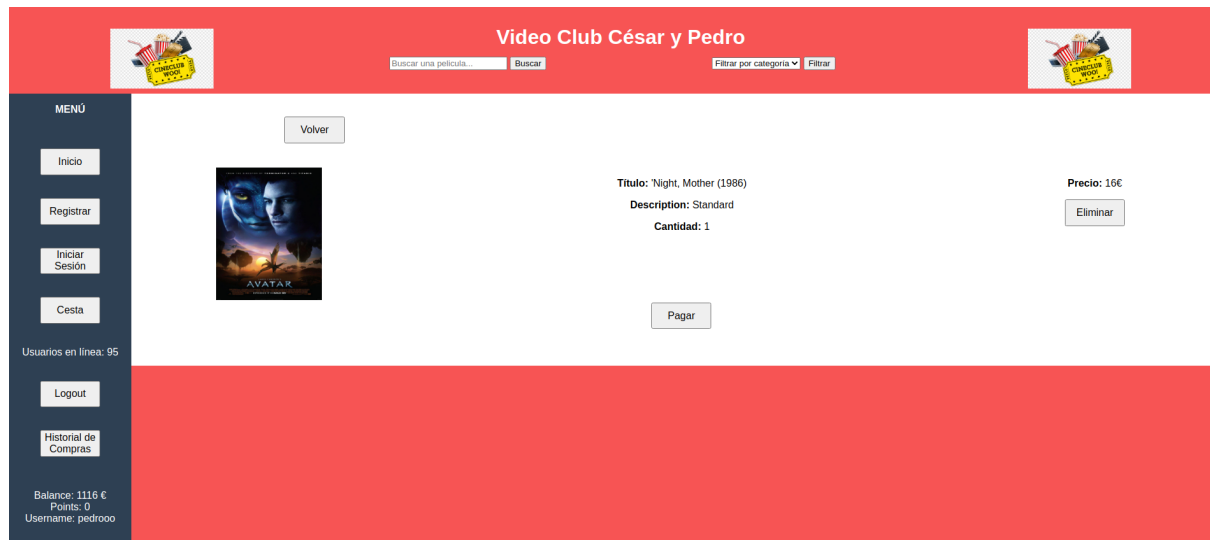 Video Club César y Pedro
CINECLUB
WOO!
Buscar una pelicula... Buscar
Filtrar por categoria Filtrar
CINECLUB
WOO!
MENÚ
Inicio
Registrar
Iniciar
Sesión
Cesta
Usuarios en línea: 95
Logout
Historial de
Compras
Balance: 1116 €
Points: 0
Username: pedrooo
Volver
AVATAR
Título: 'Night, Mother (1986)
Description: Standard
Cantidad: 1
Precio: 16€
Eliminar
Pagar